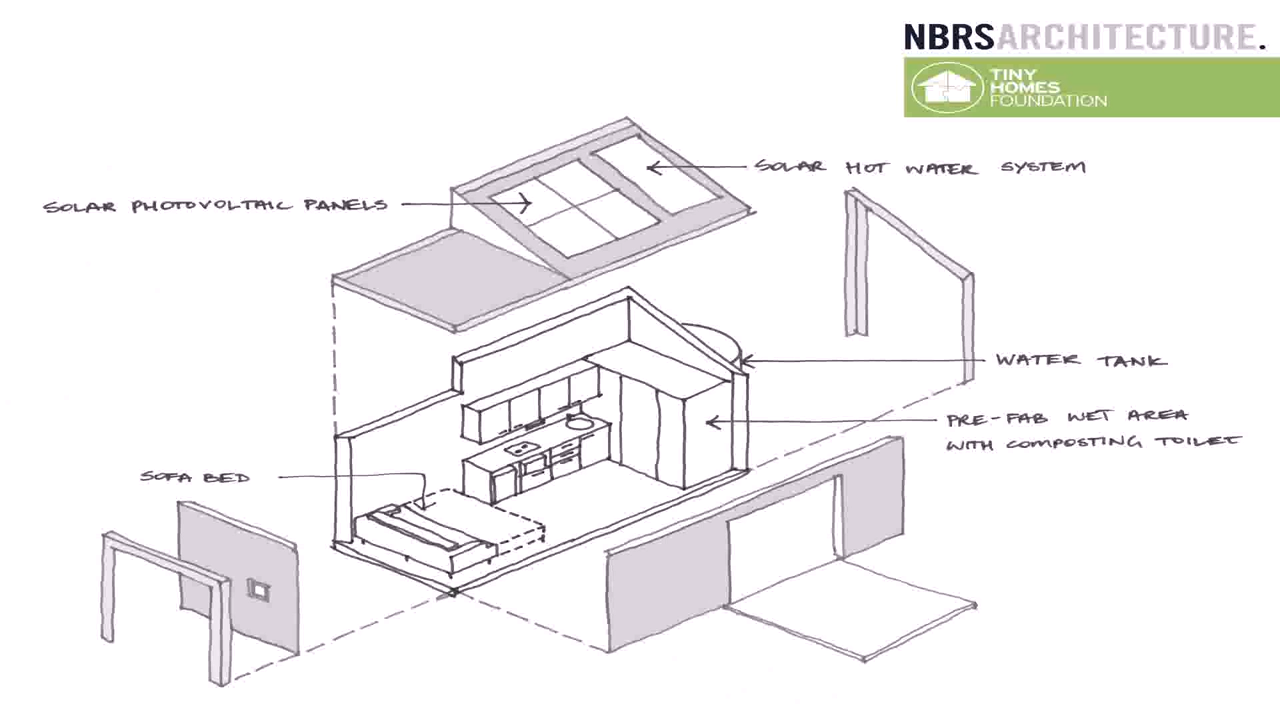 NBRSARCHITECTURE.
TINY
HOMES
FOUNDATION
SOLAR HOT WATER SYSTEM
SOLAR PHOTOVOLTAIC PANELS
WATER TANK
PRE-FAB WET AREA
WITH COMPOSTING TOILET
SOFA BED